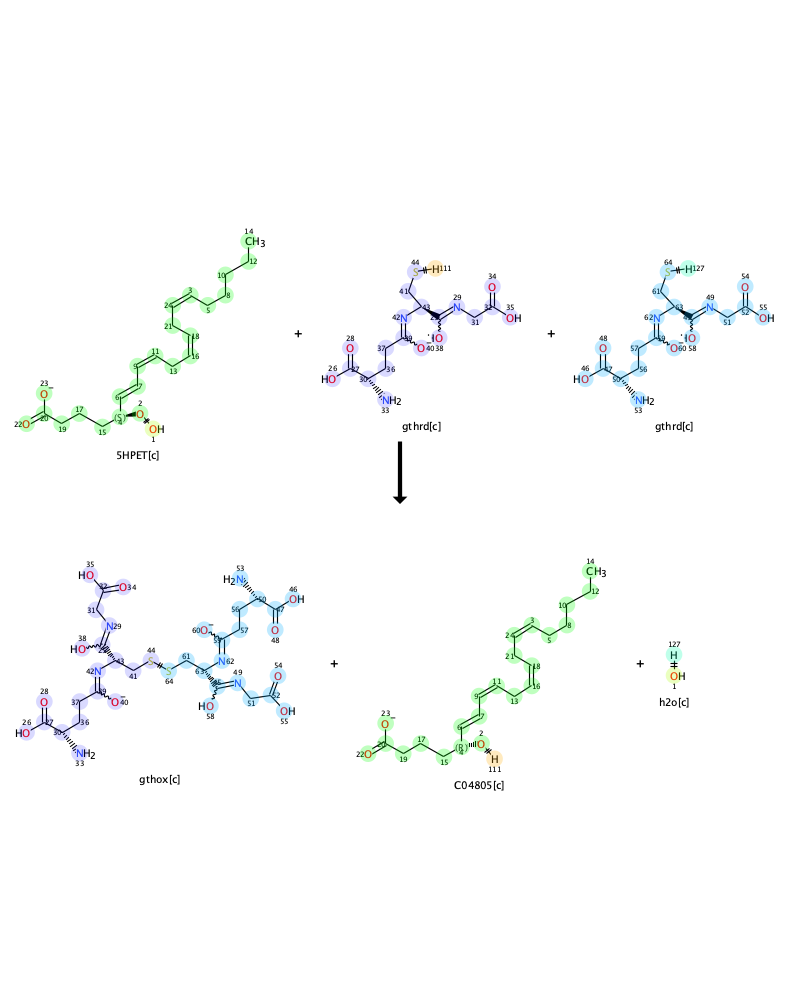 14
CH3
12
10
3
8
24
5
21
18
11
16
9
13
7
23
O-
17
2
O
22O
20
19
15
(S)
4
OH
1
5HPET[c]
+
44
S H111
41
34
O
43
29
N
32
35
OH
42
N
31
28
O
37
O-
40
38
26
HO
27
30
36
NH2
33
gthrd[c]
+
64
S H127
61
54
O
63
49
N
52
55
OH
62
N
51
48
O
57
O-
60
58
46
HO
47
50
56
NH2
53
gthrd[c]
35
HO
32
O34
31
N29
38
HO
43
44
S
S
64
41
42
N
39
O-
40
28
O
37
26
HO
27
30
36
NH2
33
53
H2N
50
46
OH
56
47
O
48
60O-
57
61
N62
63
N
49
54
O
52
51
OH
55
HO
58
gthox[c]
+
14
CH3
12
10
3
8
2
5
21
18
11
16
9
13
6
7
23
O-
17
2
O
22O
20
19
15
(R)
4
H
111
C04805[c]
+
127
H
OH
1
h2o[c]